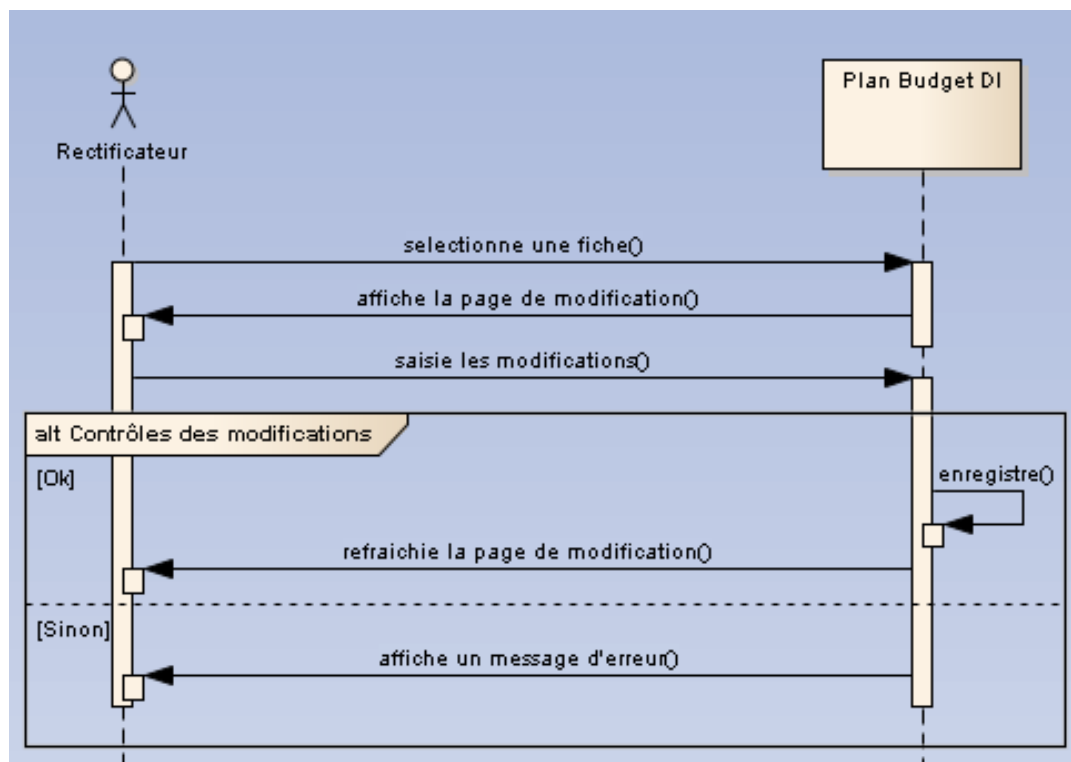 Rectificateur
Plan Budget DI
selectionne une fiche()
affiche la page de modification()
saisie les modifications()
alt Contrôles des modifications
[Ok]
enregistre()
refraichie la page de modification()
[Sinon]
affiche un message d'erreur()